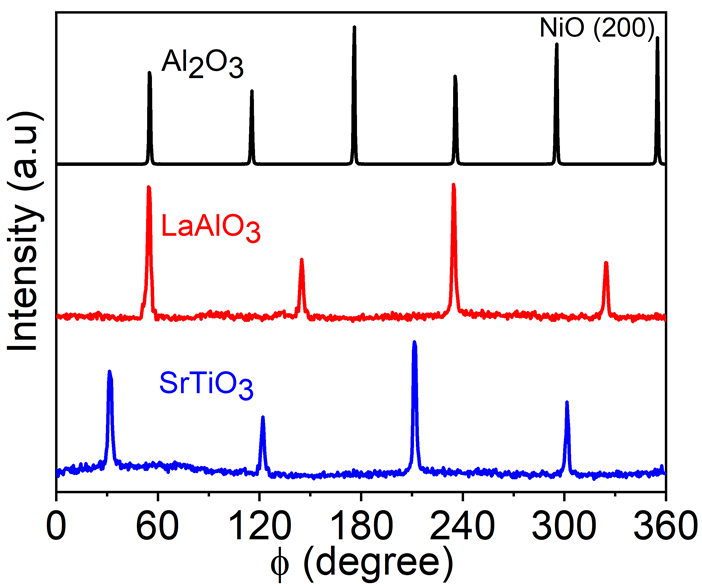 NiO (200)
Al₂O₃
LaAlO₃
SrTiO₃
Intensity (a.u)
0 60 120 180 240 300 360
ϕ (degree)